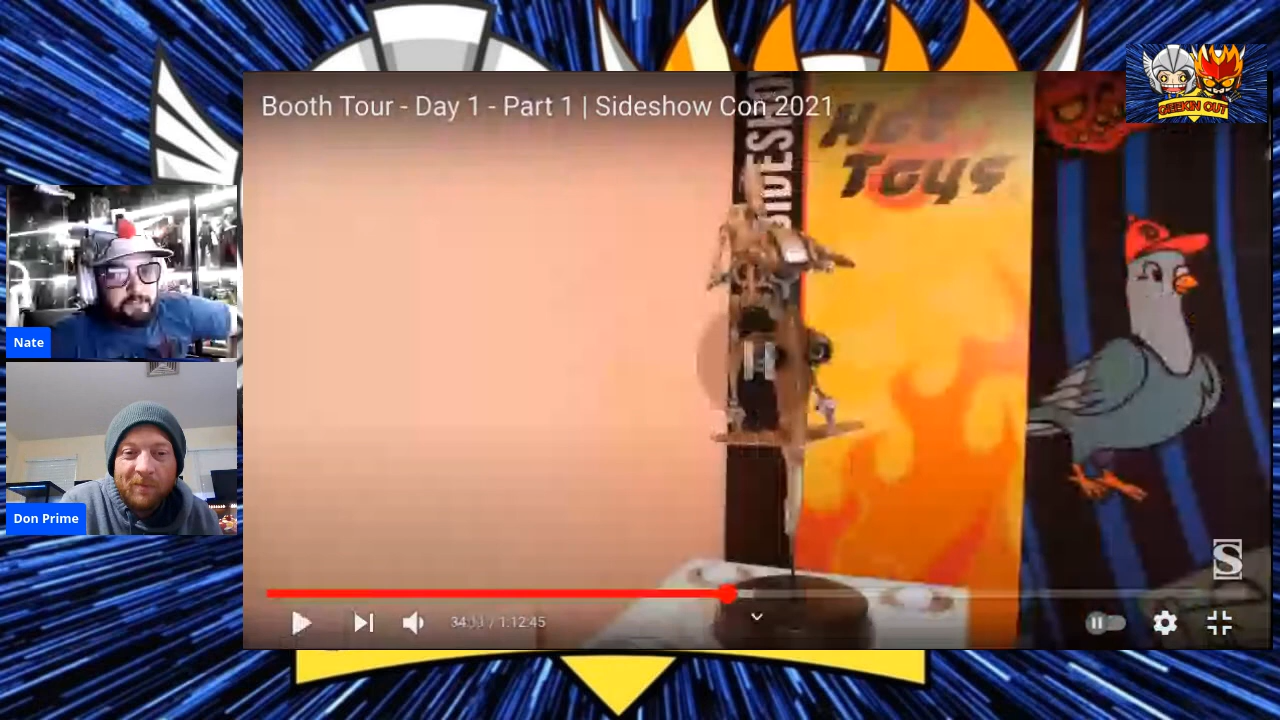 Booth Tour - Day 1 - Part 1 | Sideshow Con 2021
SIDESHO
Hot
Toys
GEEKIN OUT
Nate
Don Prime
S
/ 1:12:45